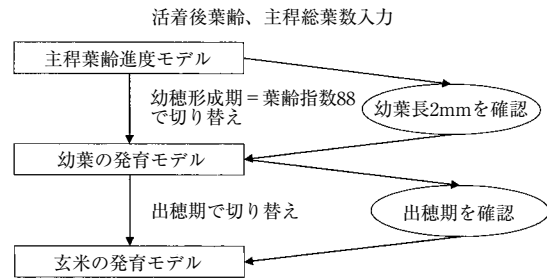 活着後葉齢、主稈総葉数入力
主稈葉齢進度モデル
幼穂形成期＝葉齢指数88
で切り替え
幼葉長2mmを確認
幼葉の発育モデル
出穂期で切り替え
出穂期を確認
玄米の発育モデル